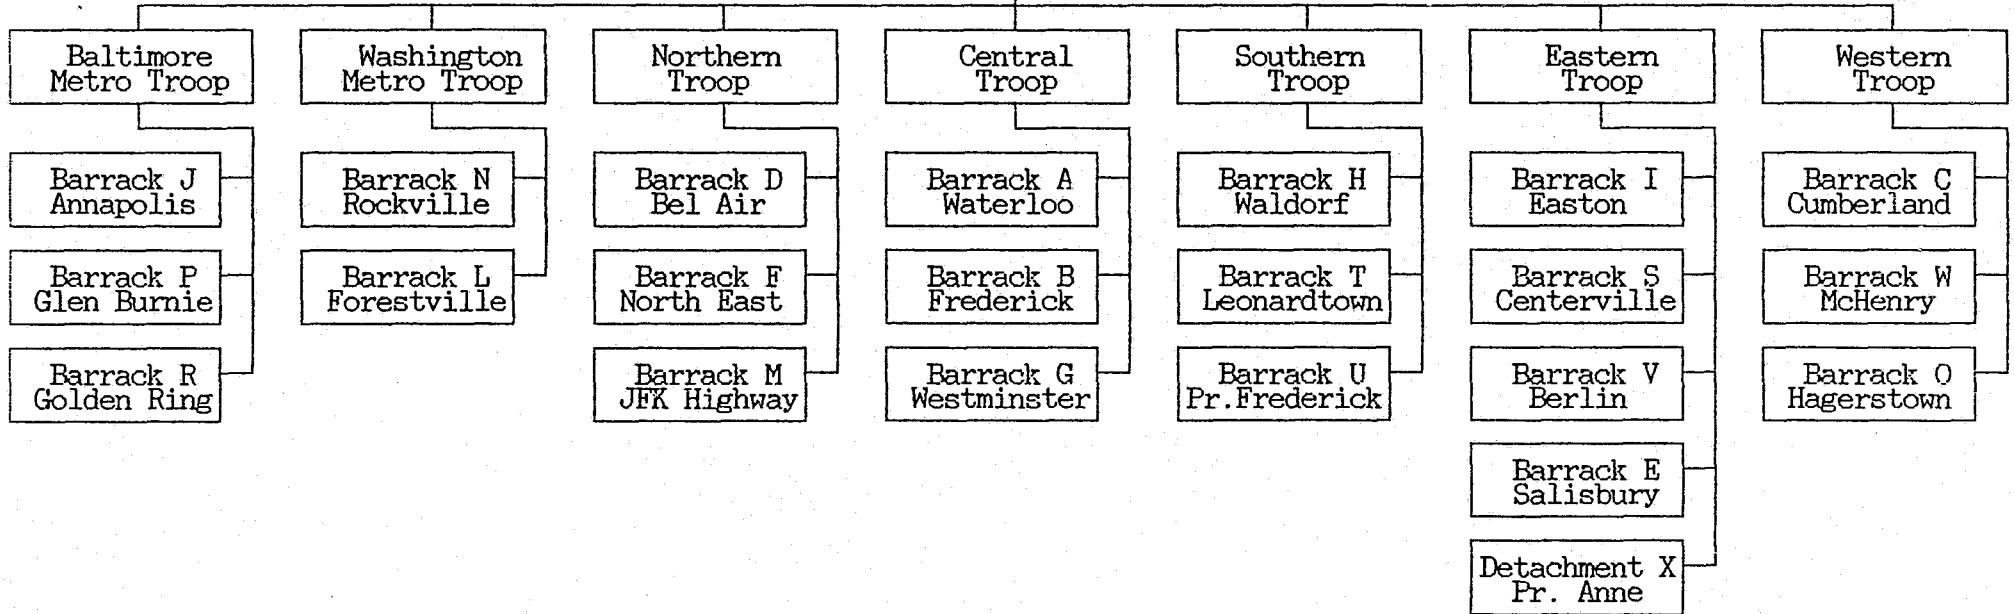 Baltimore
Metro Troop
Washington
Metro Troop
Northern
Troop
Central
Troop
Southern
Troop
Eastern
Troop
Western
Troop
Barrack J
Annapolis
Barrack P
Glen Burnie
Barrack R
Golden Ring
Barrack N
Rockville
Barrack L
Forestville
Barrack D
Bel Air
Barrack F
North East
Barrack M
JFK Highway
Barrack A
Waterloo
Barrack B
Frederick
Barrack G
Westminster
Barrack H
Waldorf
Barrack T
Leonardtown
Barrack U
Pr.Frederick
Barrack I
Easton
Barrack S
Centerville
Barrack V
Berlin
Barrack E
Salisbury
Detachment X
Pr. Anne
Barrack C
Cumberland
Barrack W
McHenry
Barrack O
Hagerstown